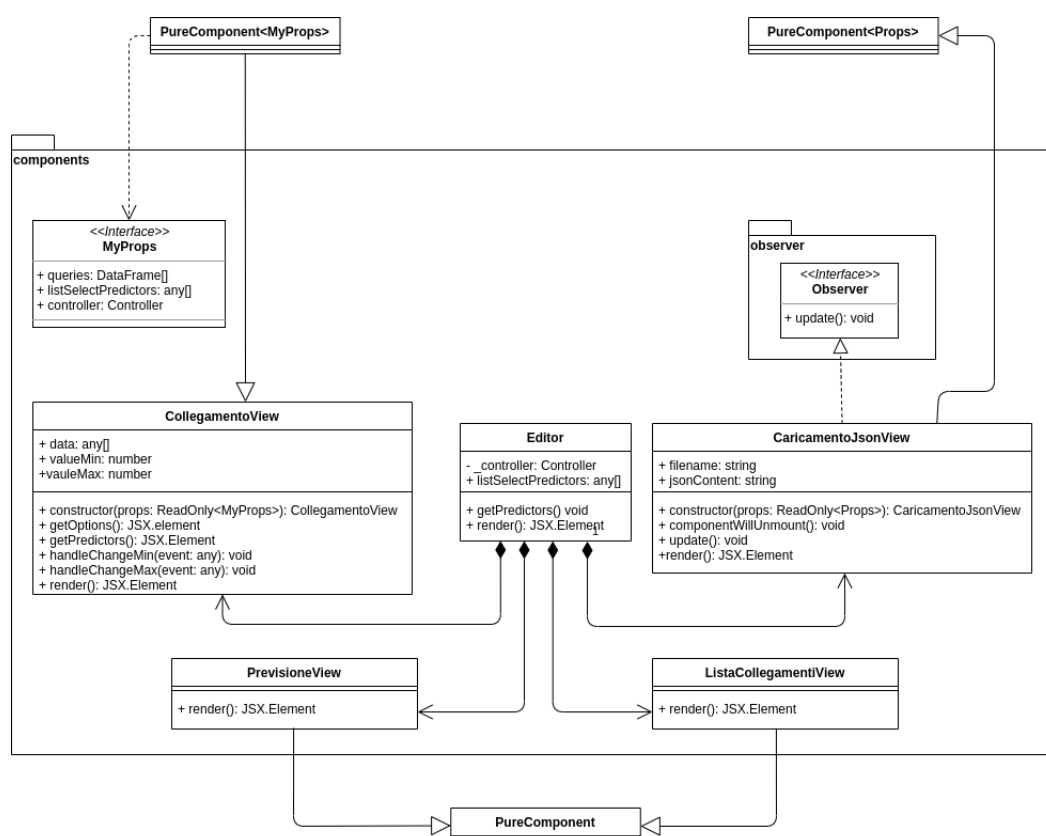 PureComponent<MyProps>
PureComponent<Props>
components
<<Interface>>
MyProps
+ queries: DataFrame[]
+ listSelectPredictors: any[]
+ controller: Controller
observer
<<Interface>>
Observer
+ update(): void
CollegamentoView
+ data: any[]
+ valueMin: number
+vauleMax: number
+ constructor(props: ReadOnly<MyProps>): CollegamentoView
+ getOptions(): JSX.element
+ getPredictors(): JSX.Element
+ handleChangeMin(event: any): void
+ handleChangeMax(event: any): void
+ render(): JSX.Element
Editor
- _controller: Controller
+ listSelectPredictors: any[]
+ getPredictors() void
+ render(): JSX.Element
1
CaricamentoJsonView
+ filename: string
+ jsonContent: string
+ constructor(props: ReadOnly<Props>): CaricamentoJsonView
+ componentWillUnmount(): void
+ update(): void
+render(): JSX.Element
PrevisioneView
+ render(): JSX.Element
ListaCollegamentiView
+ render(): JSX.Element
PureComponent